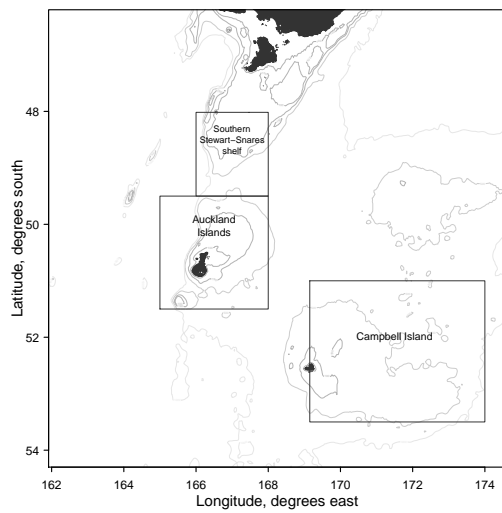 48
50
52
54
Latitude, degrees south
Southern
Stewart−Snares
shelf
Auckland
Islands
Campbell Island
162
164
166
168
170
172
174
Longitude, degrees east